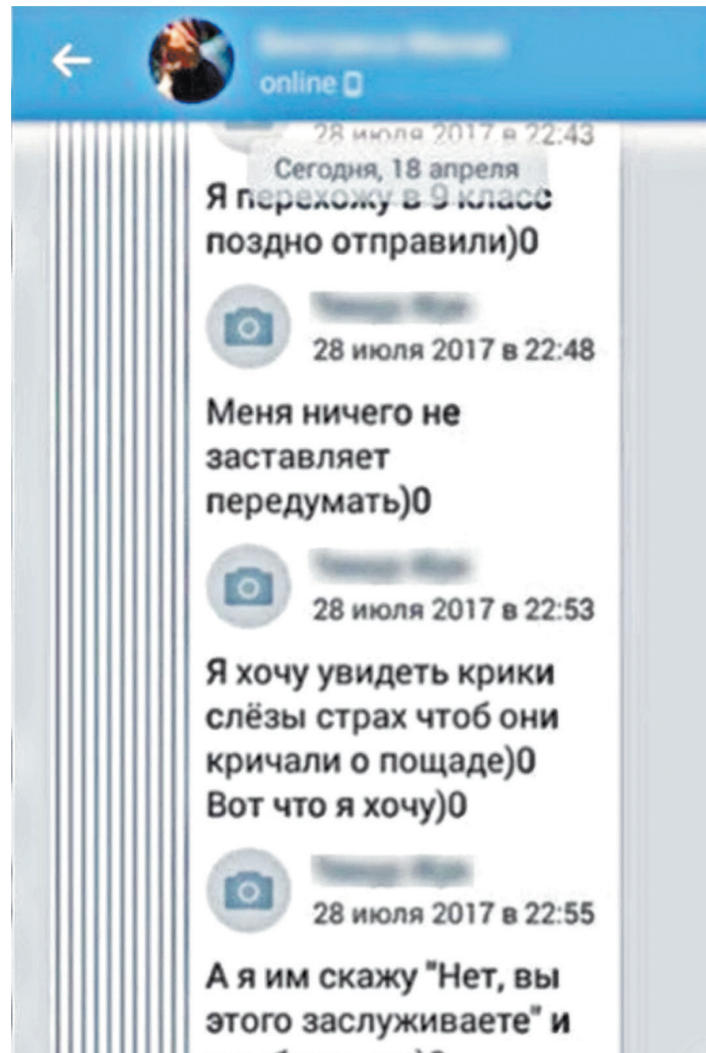 online
28 июля 2017 в 22:43
Сегодня, 18 апреля
Я перехожу в 9 класс
поздно отправили)0
28 июля 2017 в 22:48
Меня ничего не
заставляет
передумать)0
28 июля 2017 в 22:53
Я хочу увидеть крики
слёзы страх чтоб они
кричали о пощаде)0
Вот что я хочу)0
28 июля 2017 в 22:55
А я им скажу "Нет, вы
этого заслуживаете" и